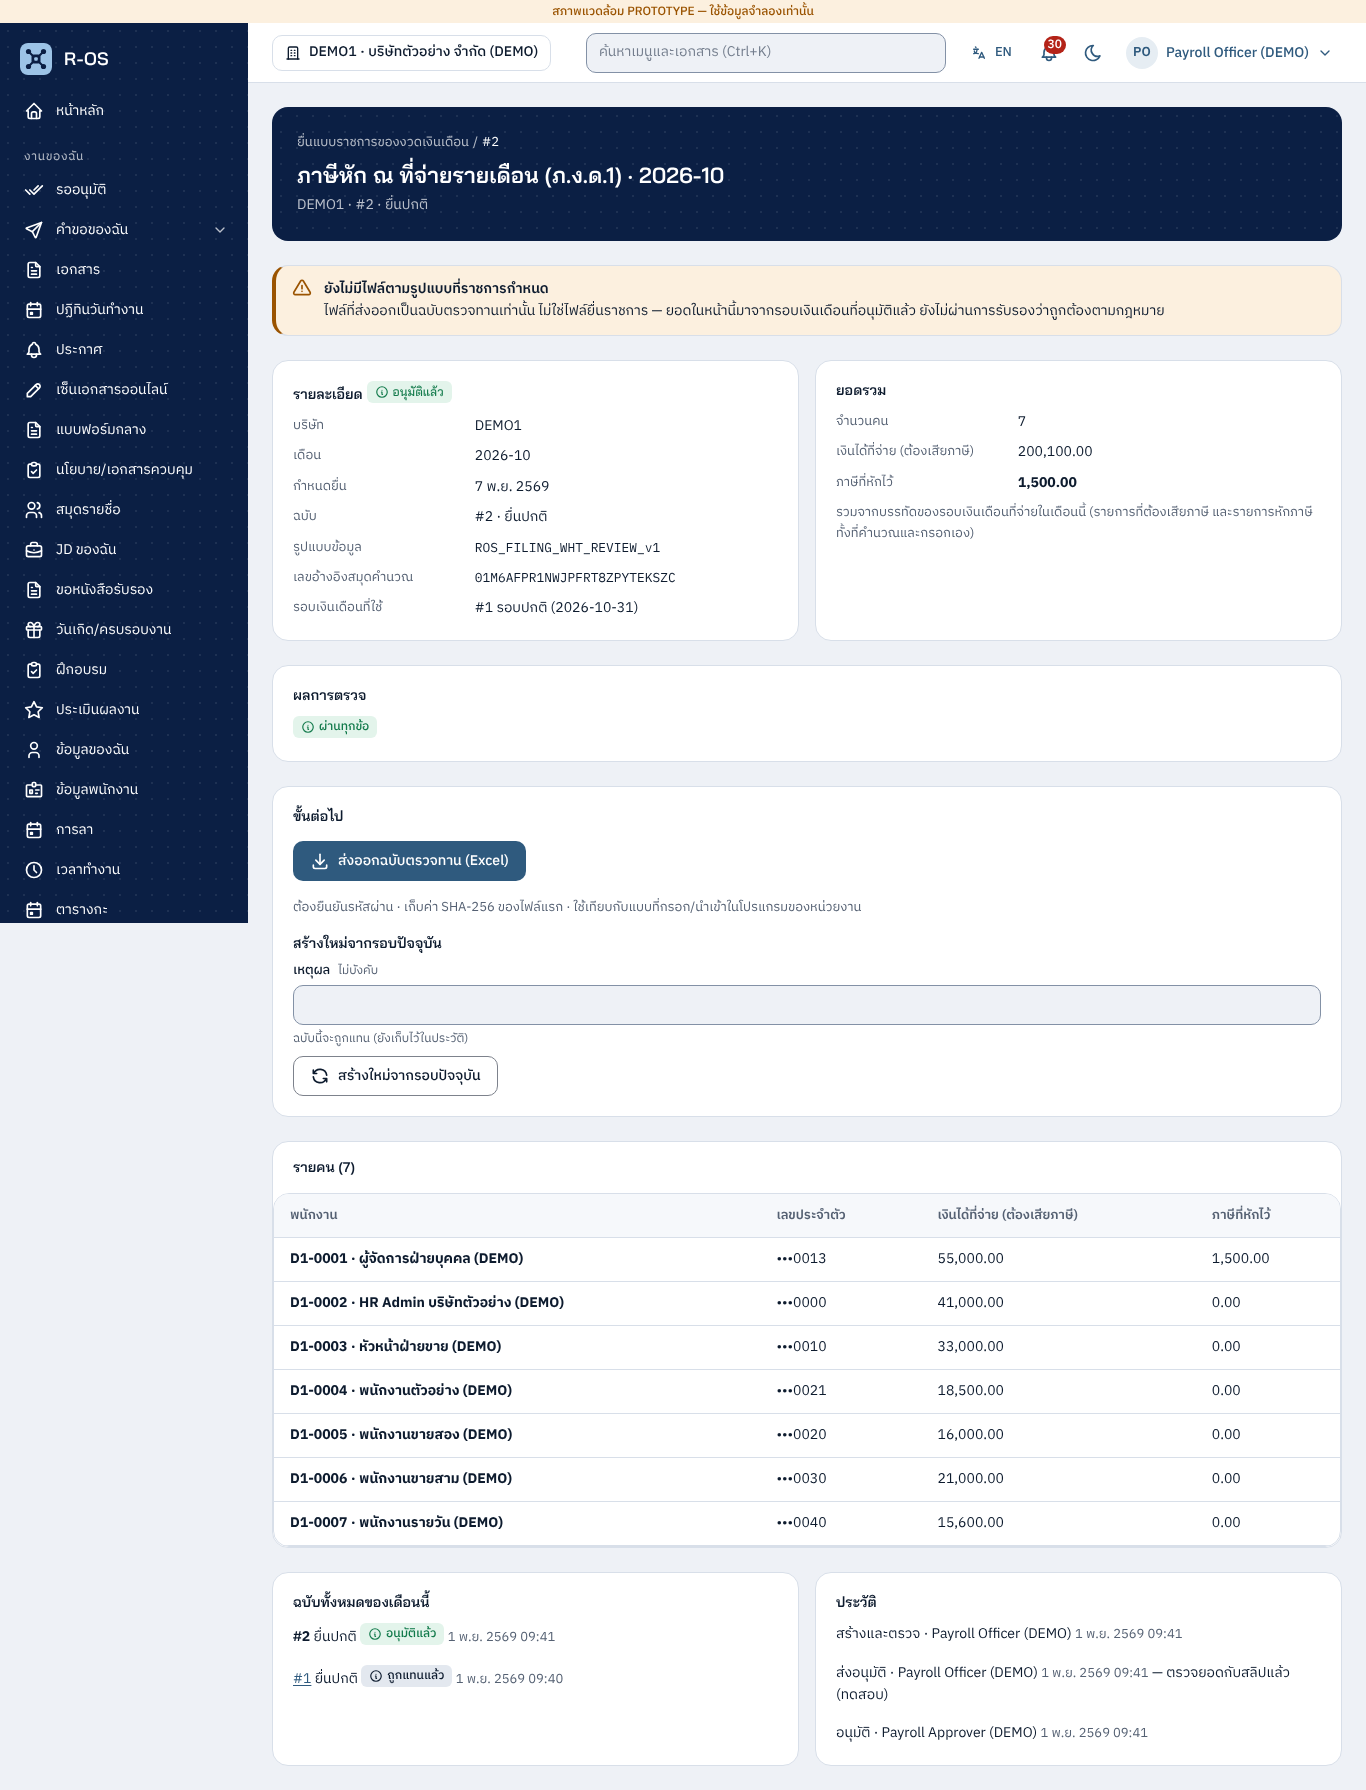 สภาพแวดล้อม PROTOTYPE — ใช้ข้อมูลจำลองเท่านั้น
R-OS
DEMO1 · บริษัทตัวอย่าง จำกัด (DEMO)
ค้นหาเมนูและเอกสาร (Ctrl+K)
EN
30
PO
Payroll Officer (DEMO)
หน้าหลัก
งานของฉัน
รออนุมัติ
คำขอของฉัน
เอกสาร
ปฏิทินวันทำงาน
ประกาศ
เซ็นเอกสารออนไลน์
แบบฟอร์มกลาง
นโยบาย/เอกสารควบคุม
สมุดรายชื่อ
JD ของฉัน
ขอหนังสือรับรอง
วันเกิด/ครบรอบงาน
ฝึกอบรม
ประเมินผลงาน
ข้อมูลของฉัน
ข้อมูลพนักงาน
การลา
เวลาทำงาน
ตารางกะ
ยื่นแบบราชการของงวดเงินเดือน / #2
ภาษีหัก ณ ที่จ่ายรายเดือน (ภ.ง.ด.1) · 2026-10
DEMO1 · #2 · ยื่นปกติ
ยังไม่มีไฟล์ตามรูปแบบที่ราชการกำหนด
ไฟล์ที่ส่งออกเป็นฉบับตรวจทานเท่านั้น ไม่ใช่ไฟล์ยื่นราชการ — ยอดในหน้านี้มาจากรอบเงินเดือนที่อนุมัติแล้ว ยังไม่ผ่านการรับรองว่าถูกต้องตามกฎหมาย
รายละเอียด อนุมัติแล้ว
บริษัท DEMO1
เดือน 2026-10
กำหนดยื่น 7 พ.ย. 2569
ฉบับ #2 · ยื่นปกติ
รูปแบบข้อมูล ROS_FILING_WHT_REVIEW_v1
เลขอ้างอิงสมุดคำนวณ 01M6AFPR1NWJPFRT8ZPYTEKSZC
รอบเงินเดือนที่ใช้ #1 รอบปกติ (2026-10-31)
ยอดรวม
จำนวนคน 7
เงินได้ที่จ่าย (ต้องเสียภาษี) 200,100.00
ภาษีที่หักไว้ 1,500.00
รวมจากบรรทัดของรอบเงินเดือนที่จ่ายในเดือนนี้ (รายการที่ต้องเสียภาษี และรายการหักภาษี
ทั้งที่คำนวณและกรอกเอง)
ผลการตรวจ
ผ่านทุกข้อ
ขั้นต่อไป
ส่งออกฉบับตรวจทาน (Excel)
ต้องยืนยันรหัสผ่าน · เก็บค่า SHA-256 ของไฟล์แรก · ใช้เทียบกับแบบที่กรอก/นำเข้าในโปรแกรมของหน่วยงาน
สร้างใหม่จากรอบปัจจุบัน
เหตุผล ไม่บังคับ
ฉบับนี้จะถูกแทน (ยังเก็บไว้ในประวัติ)
สร้างใหม่จากรอบปัจจุบัน
รายคน (7)
พนักงาน เลขประจำตัว เงินได้ที่จ่าย (ต้องเสียภาษี) ภาษีที่หักไว้
D1-0001 · ผู้จัดการฝ่ายบุคคล (DEMO) •••0013 55,000.00 1,500.00
D1-0002 · HR Admin บริษัทตัวอย่าง (DEMO) •••0000 41,000.00 0.00
D1-0003 · หัวหน้าฝ่ายขาย (DEMO) •••0010 33,000.00 0.00
D1-0004 · พนักงานตัวอย่าง (DEMO) •••0021 18,500.00 0.00
D1-0005 · พนักงานขายสอง (DEMO) •••0020 16,000.00 0.00
D1-0006 · พนักงานขายสาม (DEMO) •••0030 21,000.00 0.00
D1-0007 · พนักงานรายวัน (DEMO) •••0040 15,600.00 0.00
ฉบับทั้งหมดของเดือนนี้
#2 ยื่นปกติ อนุมัติแล้ว 1 พ.ย. 2569 09:41
#1 ยื่นปกติ ถูกแทนแล้ว 1 พ.ย. 2569 09:40
ประวัติ
สร้างและตรวจ · Payroll Officer (DEMO) 1 พ.ย. 2569 09:41
ส่งอนุมัติ · Payroll Officer (DEMO) 1 พ.ย. 2569 09:41 — ตรวจยอดกับสลิปแล้ว
(ทดสอบ)
อนุมัติ · Payroll Approver (DEMO) 1 พ.ย. 2569 09:41